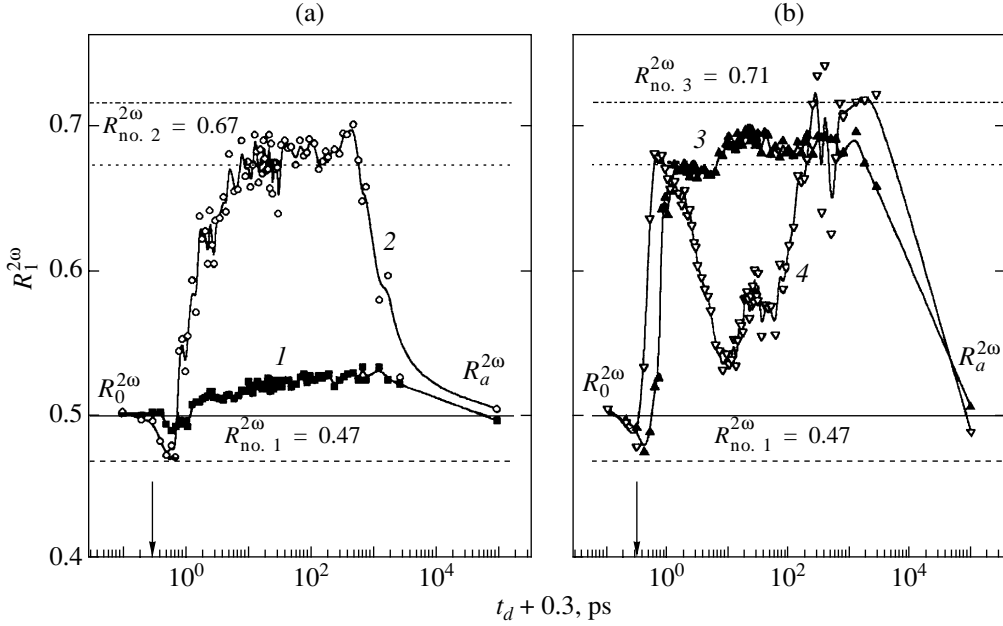 (a) (b)
R_{no. 2}^{2ω} = 0.67
R_{no. 3}^{2ω} = 0.71
0.7
0.6
0.5
0.4
R_1^{2ω}
2
1
3
4
R_0^{2ω}
R_a^{2ω}
R_0^{2ω}
R_a^{2ω}
R_{no. 1}^{2ω} = 0.47
R_{no. 1}^{2ω} = 0.47
10^0 10^2 10^4 10^0 10^2 10^4
t_d + 0.3, ps